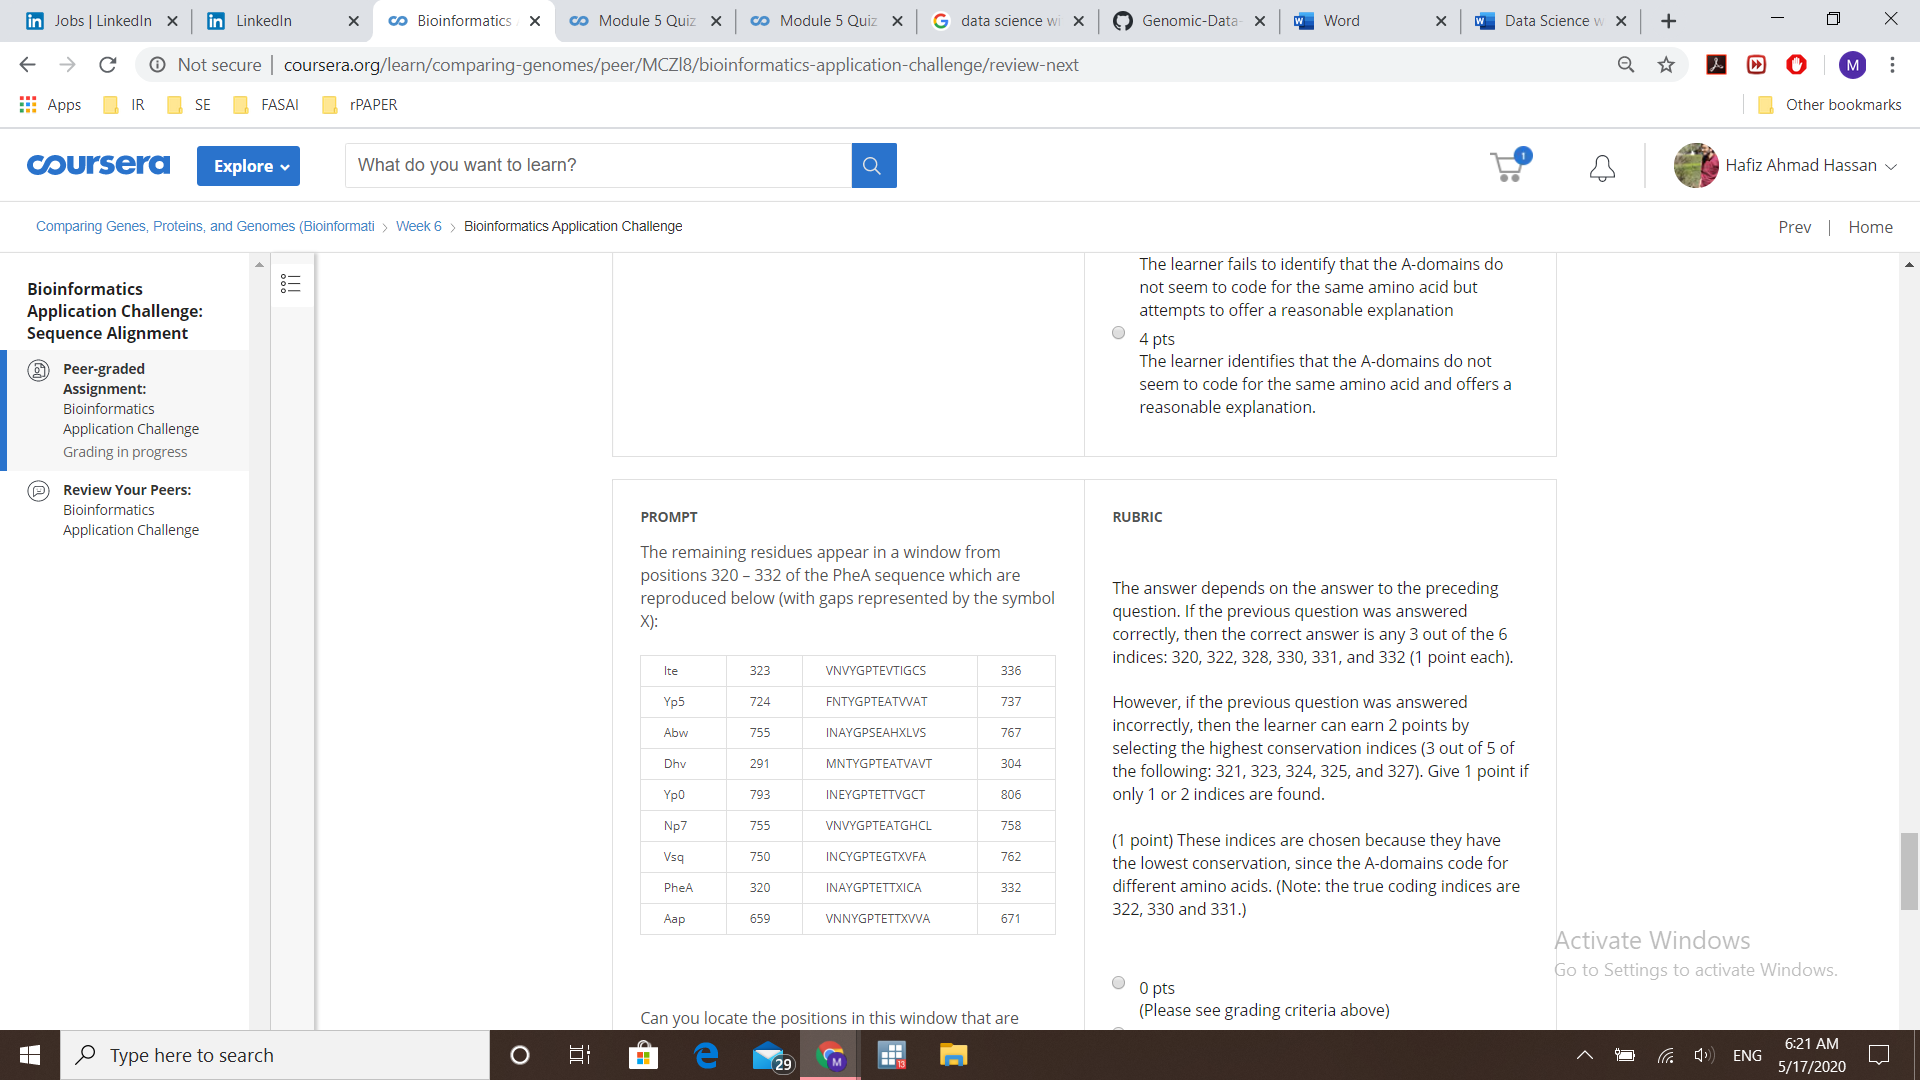 Jobs | LinkedIn
LinkedIn
Bioinformatics
Module 5 Quiz
Module 5 Quiz
data science wi
Genomic-Data-
Word
Data Science w
Not secure | coursera.org/learn/comparing-genomes/peer/MCZl8/bioinformatics-application-challenge/review-next
M
Apps
IR
SE
FASAI
rPAPER
Other bookmarks
coursera
Explore
What do you want to learn?
1
Hafiz Ahmad Hassan
Comparing Genes, Proteins, and Genomes (Bioinformati > Week 6 > Bioinformatics Application Challenge
Prev | Home
Bioinformatics
Application Challenge:
Sequence Alignment
Peer-graded
Assignment:
Bioinformatics
Application Challenge
Grading in progress
Review Your Peers:
Bioinformatics
Application Challenge
The learner fails to identify that the A-domains do
not seem to code for the same amino acid but
attempts to offer a reasonable explanation
4 pts
The learner identifies that the A-domains do not
seem to code for the same amino acid and offers a
reasonable explanation.
PROMPT
The remaining residues appear in a window from
positions 320 – 332 of the PheA sequence which are
reproduced below (with gaps represented by the symbol
X):
Ite 323 VNVYGPTEVTIGCS 336
Yp5 724 FNTYGPTEATVVAT 737
Abw 755 INAYGPSEAHXLVS 767
Dhv 291 MNTYGPTEATVAVT 304
Yp0 793 INEYGPTETTVGCT 806
Np7 755 VNVYGPTEATGHCL 758
Vsq 750 INCYGPTEGTXVFA 762
PheA 320 INAYGPTETTXICA 332
Aap 659 VNNYGPTETTXVVA 671
Can you locate the positions in this window that are
RUBRIC
The answer depends on the answer to the preceding
question. If the previous question was answered
correctly, then the correct answer is any 3 out of the 6
indices: 320, 322, 328, 330, 331, and 332 (1 point each).
However, if the previous question was answered
incorrectly, then the learner can earn 2 points by
selecting the highest conservation indices (3 out of 5 of
the following: 321, 323, 324, 325, and 327). Give 1 point if
only 1 or 2 indices are found.
(1 point) These indices are chosen because they have
the lowest conservation, since the A-domains code for
different amino acids. (Note: the true coding indices are
322, 330 and 331.)
0 pts
(Please see grading criteria above)
Activate Windows
Go to Settings to activate Windows.
Type here to search
29
M
13
ENG
6:21 AM
5/17/2020